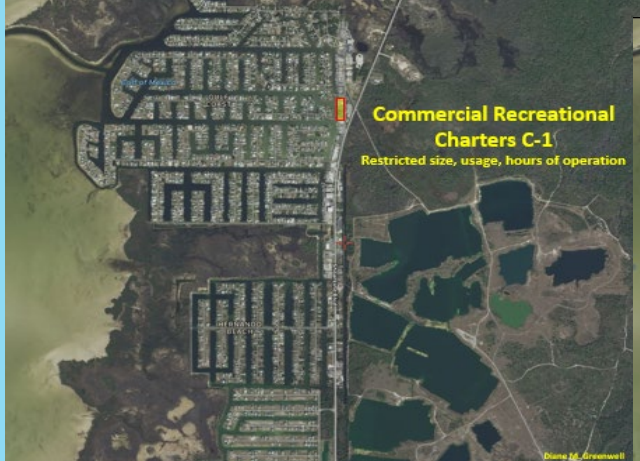 Commercial Recreational
Charters C-1
Restricted size, usage, hours of operation
HERNANDO
BEACH
Diane M. Greenwell